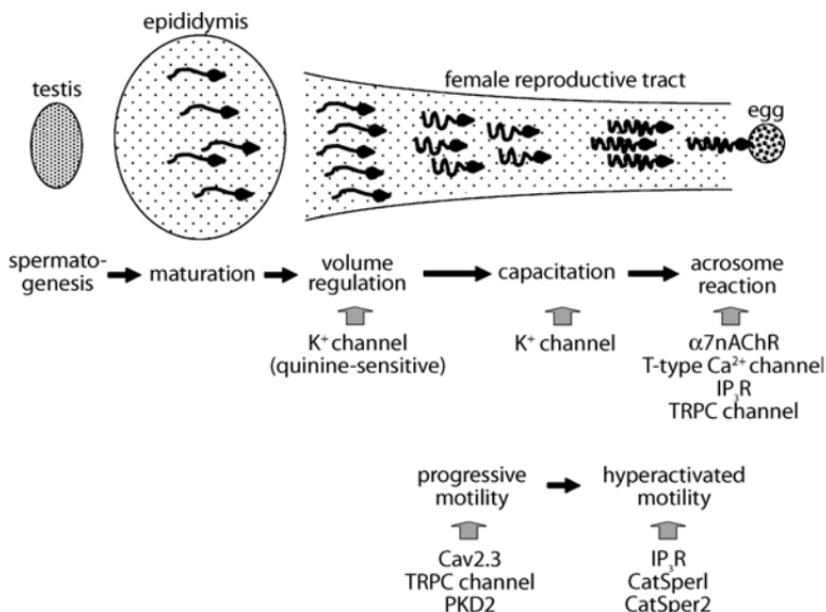 epididymis
testis
female reproductive tract
egg
spermato-
genesis
maturation
volume
regulation
capacitation
acrosome
reaction
K⁺ channel
(quinine-sensitive)
K⁺ channel
α7nAChR
T-type Ca²⁺ channel
IP₃R
TRPC channel
progressive
motility
hyperactivated
motility
Cav2.3
TRPC channel
PKD2
IP₃R
CatSperl
CatSper2